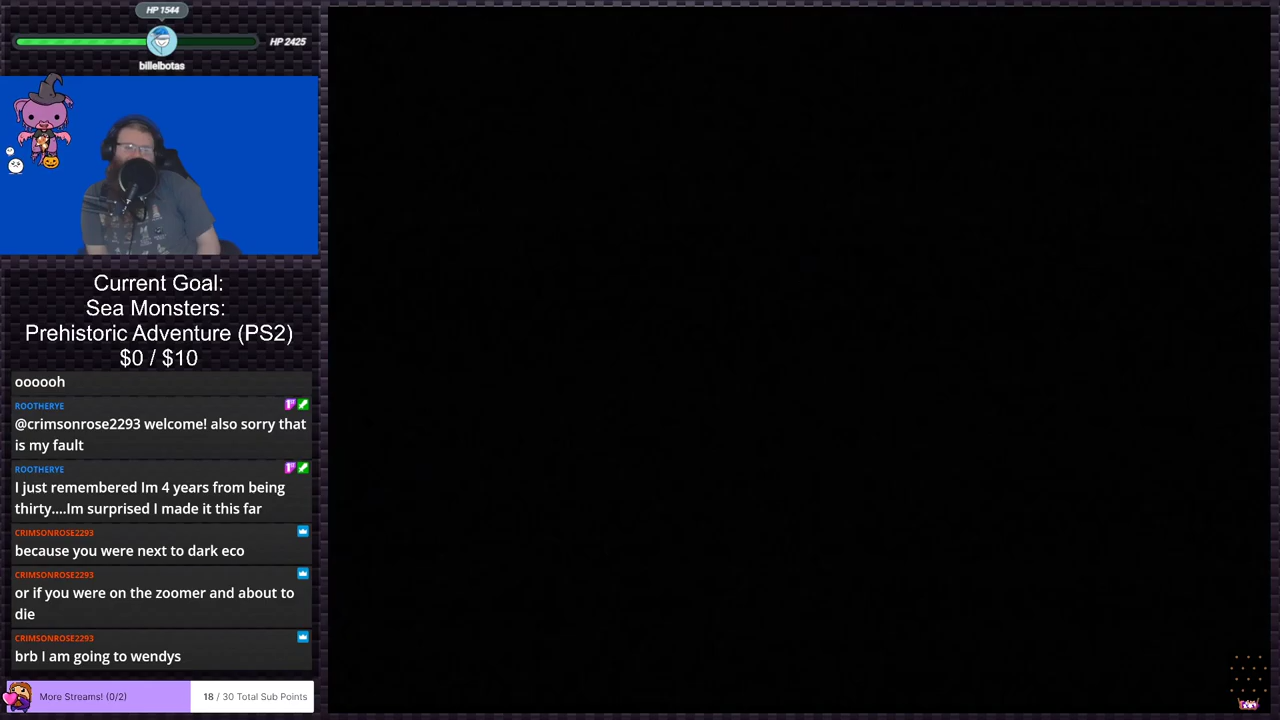 HP 1544
HP 2425
billelbotas
Current Goal:
Sea Monsters:
Prehistoric Adventure (PS2)
$0 / $10
oooooh
ROOTHERYE
@crimsonrose2293 welcome! also sorry that
is my fault
ROOTHERYE
I just remembered Im 4 years from being
thirty....Im surprised I made it this far
CRIMSONROSE2293
because you were next to dark eco
CRIMSONROSE2293
or if you were on the zoomer and about to
die
CRIMSONROSE2293
brb I am going to wendys
More Streams! (0/2)
18 / 30 Total Sub Points